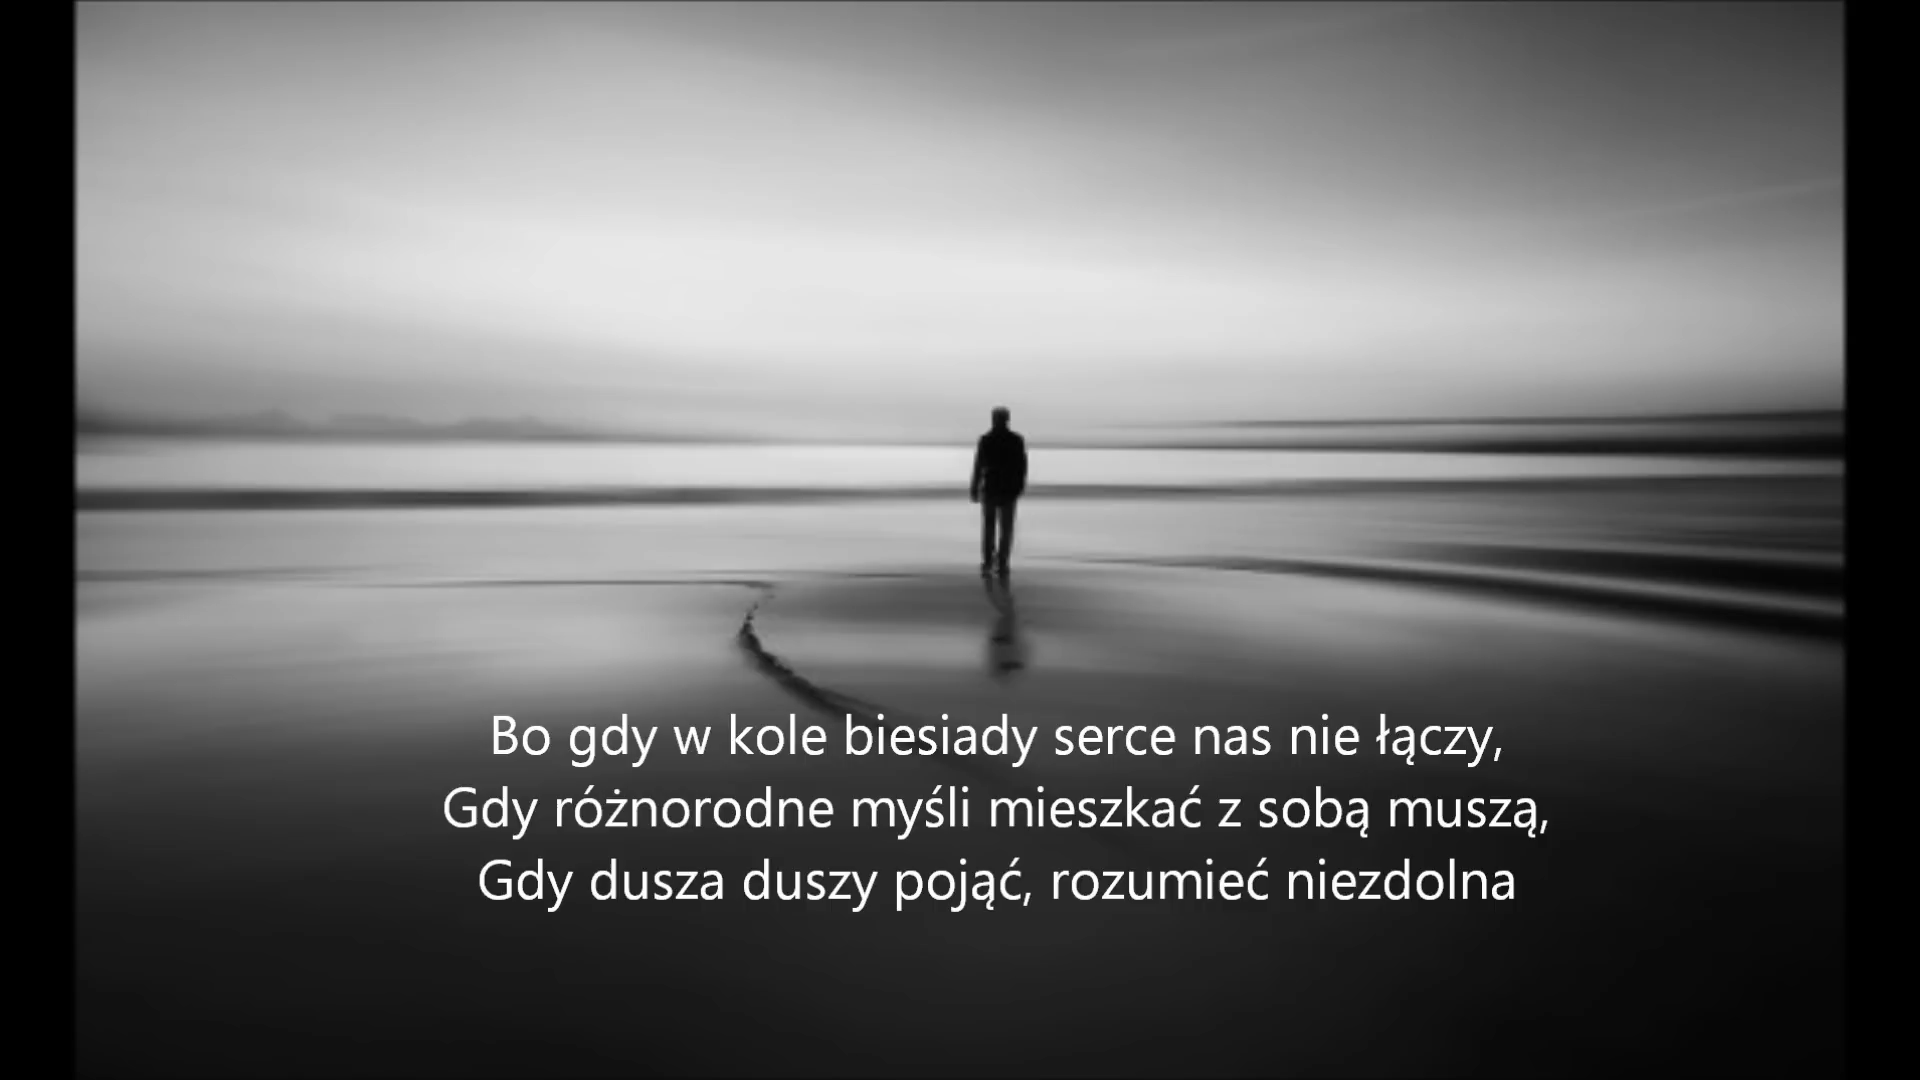 Bo gdy w kole biesiady serce nas nie łączy,
Gdy różnorodne myśli mieszkać z sobą muszą,
Gdy dusza duszy pojąć, rozumieć niezdolna